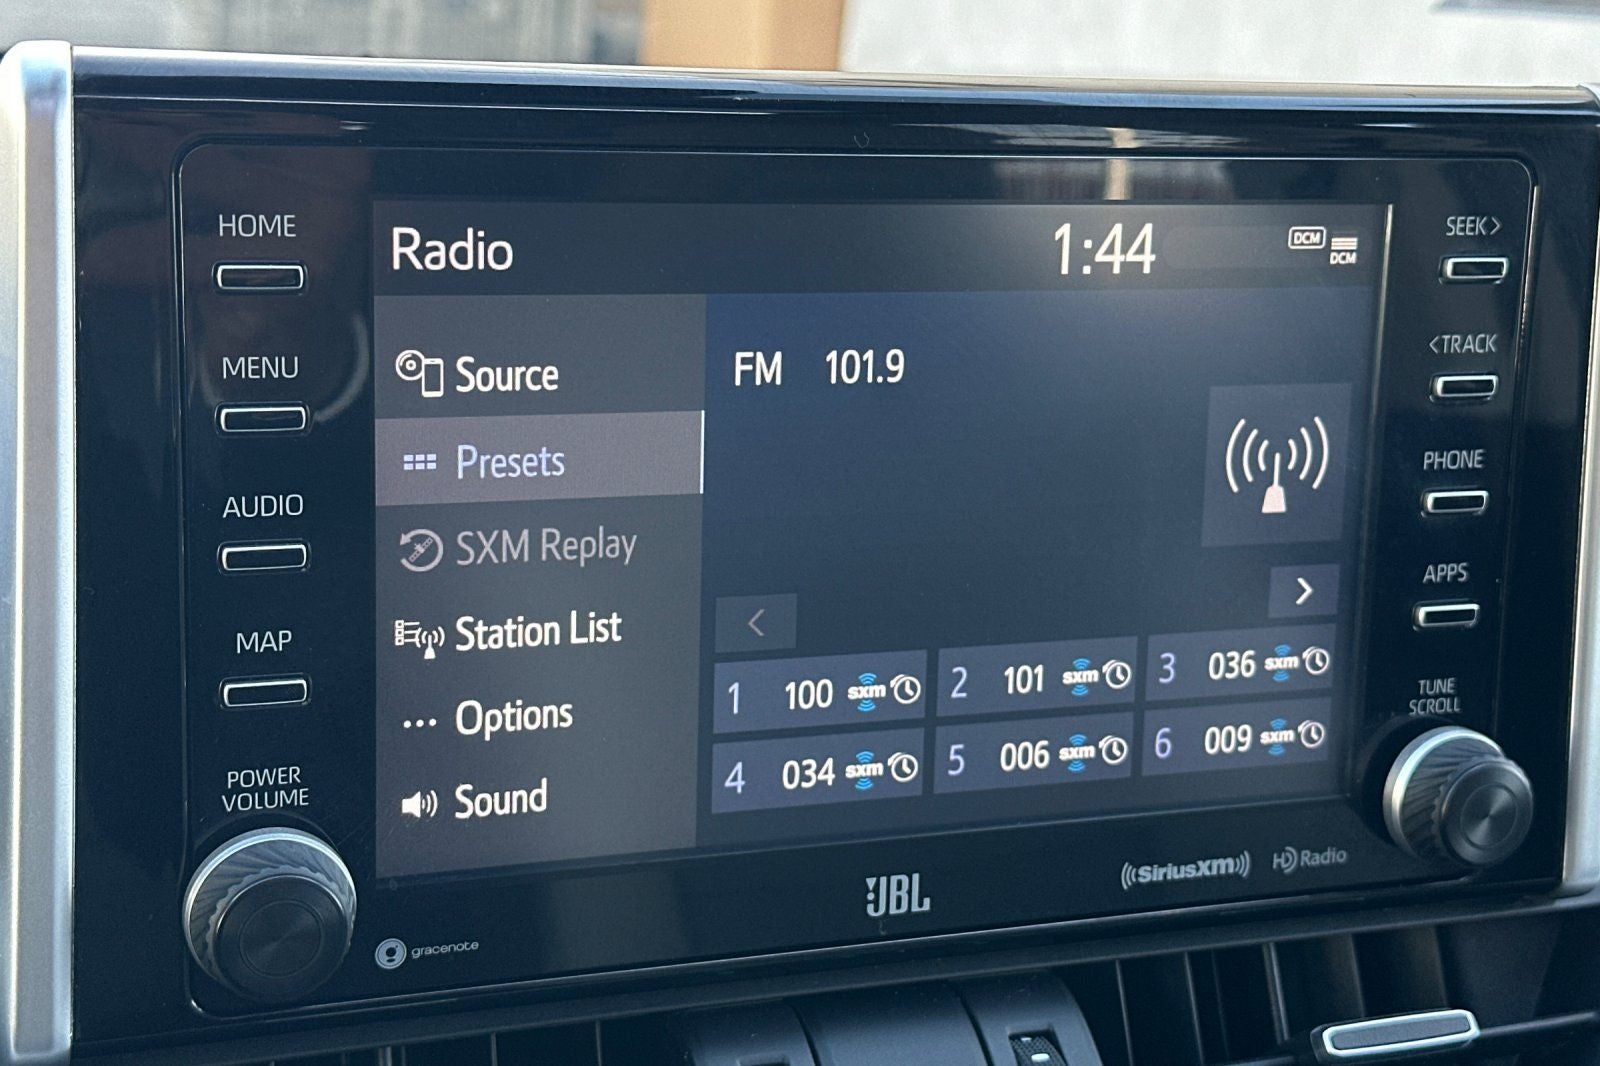 HOME
MENU
AUDIO
MAP
POWER
VOLUME
Radio
1:44
DCM
DCM
Source
Presets
SXM Replay
Station List
Options
Sound
FM 101.9
<
>
1 100 sxm
2 101 sxm
3 036 sxm
4 034 sxm
5 006 sxm
6 009 sxm
SEEK>
<TRACK
PHONE
APPS
TUNE
SCROLL
gracenote
JBL
SiriusXM
HD Radio